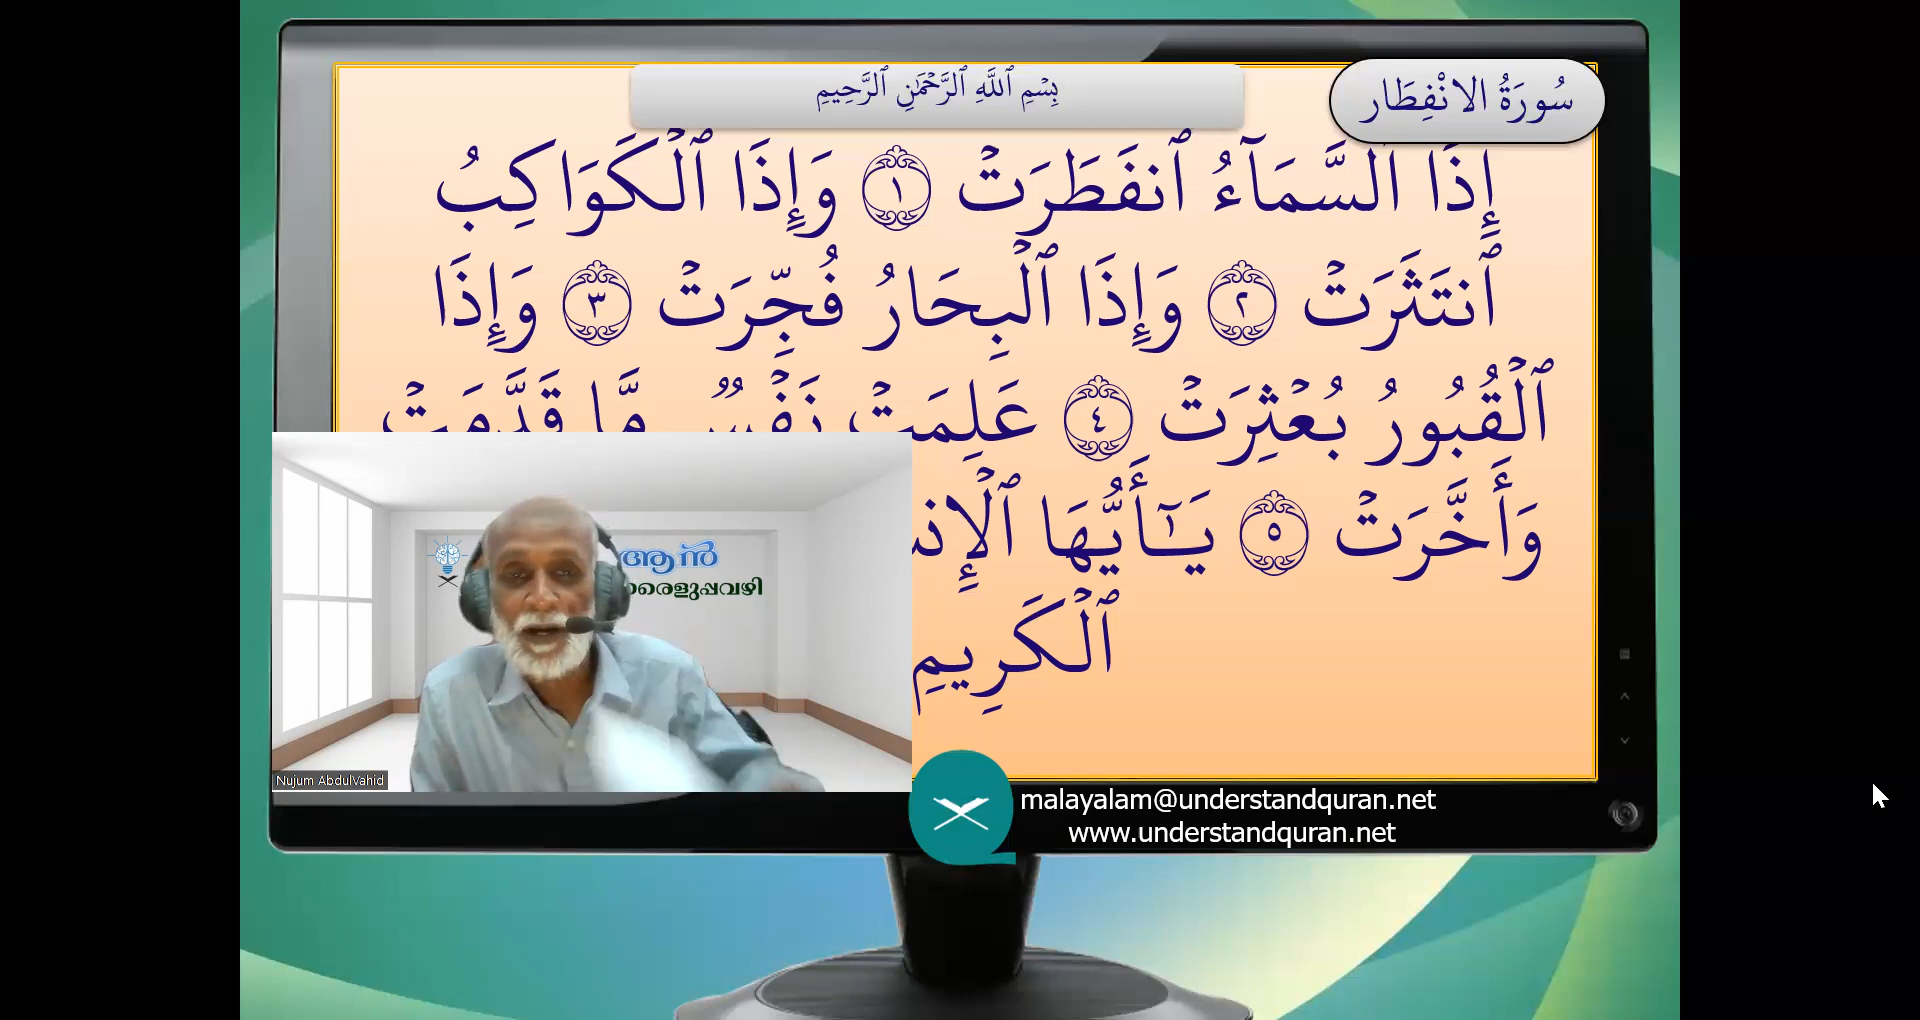 سُورَةُ الانْفِطَار
بِسْمِ ٱللَّهِ ٱلرَّحْمَٰنِ ٱلرَّحِيمِ
إِذَا ٱلسَّمَآءُ ٱنفَطَرَتْ ١ وَإِذَا ٱلْكَوَاكِبُ
ٱنتَثَرَتْ ٢ وَإِذَا ٱلْبِحَارُ فُجِّرَتْ ٣ وَإِذَا
ٱلْقُبُورُ بُعْثِرَتْ ٤ عَلِمَتْ نَفْسٌ مَّا قَدَّمَتْ
وَأَخَّرَتْ ٥ يَـٰٓأَيُّهَا
ٱلْكَرِيمِ
Nujum AbdulVahid
malayalam@understandquran.net
www.understandquran.net